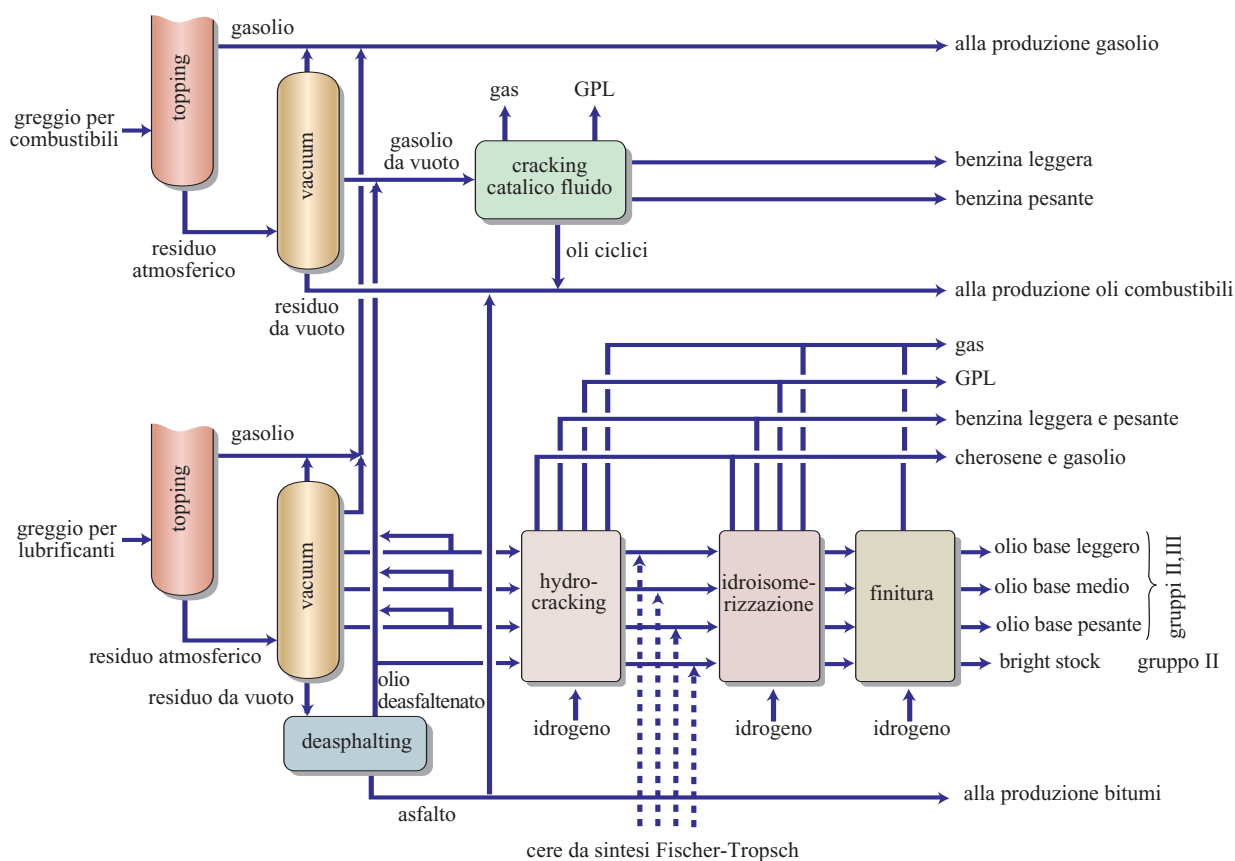 gasolio
alla produzione gasolio
topping
greggio per
combustibili
vacuum
gas
GPL
gasolio
da vuoto
cracking
catalico fluido
benzina leggera
benzina pesante
residuo
atmosferico
oli ciclici
residuo
da vuoto
alla produzione oli combustibili
gas
GPL
benzina leggera e pesante
cherosene e gasolio
gasolio
topping
greggio per
lubrificanti
vacuum
hydro-
cracking
idroisome-
rizzazione
finitura
olio base leggero
olio base medio
olio base pesante
gruppi II,III
bright stock
gruppo II
residuo atmosferico
residuo da vuoto
olio
deasfaltenato
idrogeno
idrogeno
idrogeno
deasphalting
asfalto
alla produzione bitumi
cere da sintesi Fischer-Tropsch